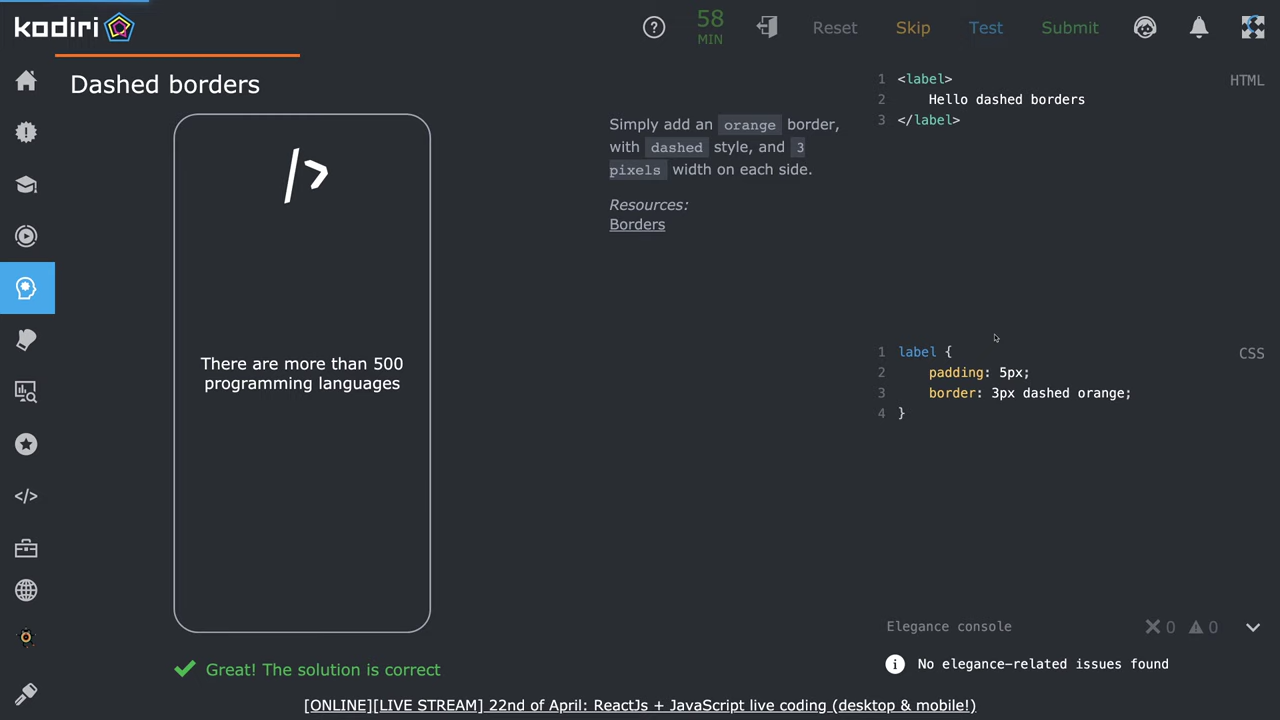 kodiri
58
MIN
Reset
Skip
Test
Submit
Dashed borders
</>
There are more than 500
programming languages
Great! The solution is correct
Simply add an orange border,
with dashed style, and 3
pixels width on each side.
Resources:
Borders
HTML
1 <label>
2 Hello dashed borders
3 </label>
CSS
1 label {
2 padding: 5px;
3 border: 3px dashed orange;
4 }
Elegance console
0
0
No elegance-related issues found
[ONLINE][LIVE STREAM] 22nd of April: ReactJs + JavaScript live coding (desktop & mobile!)